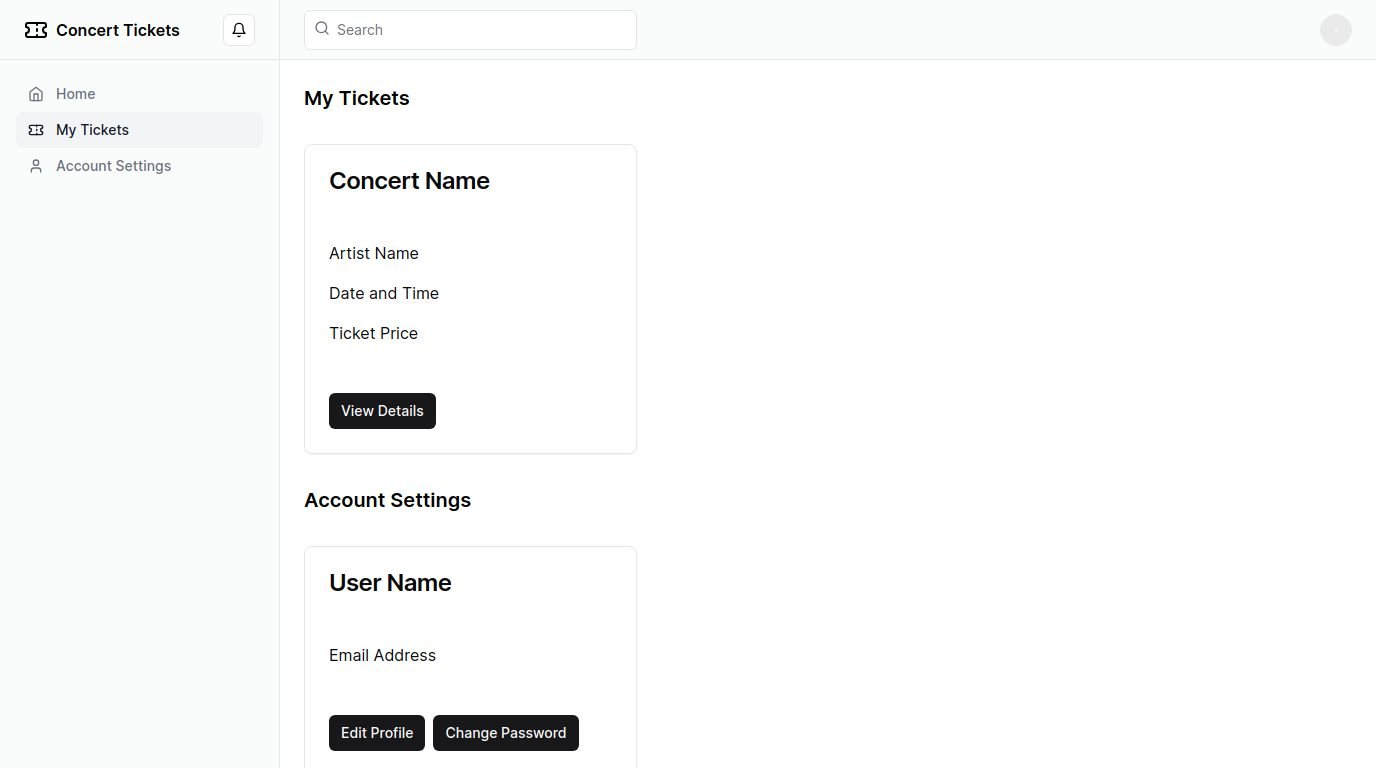 Concert Tickets
Search
Home
My Tickets
Account Settings
My Tickets
Concert Name
Artist Name
Date and Time
Ticket Price
View Details
Account Settings
User Name
Email Address
Edit Profile
Change Password